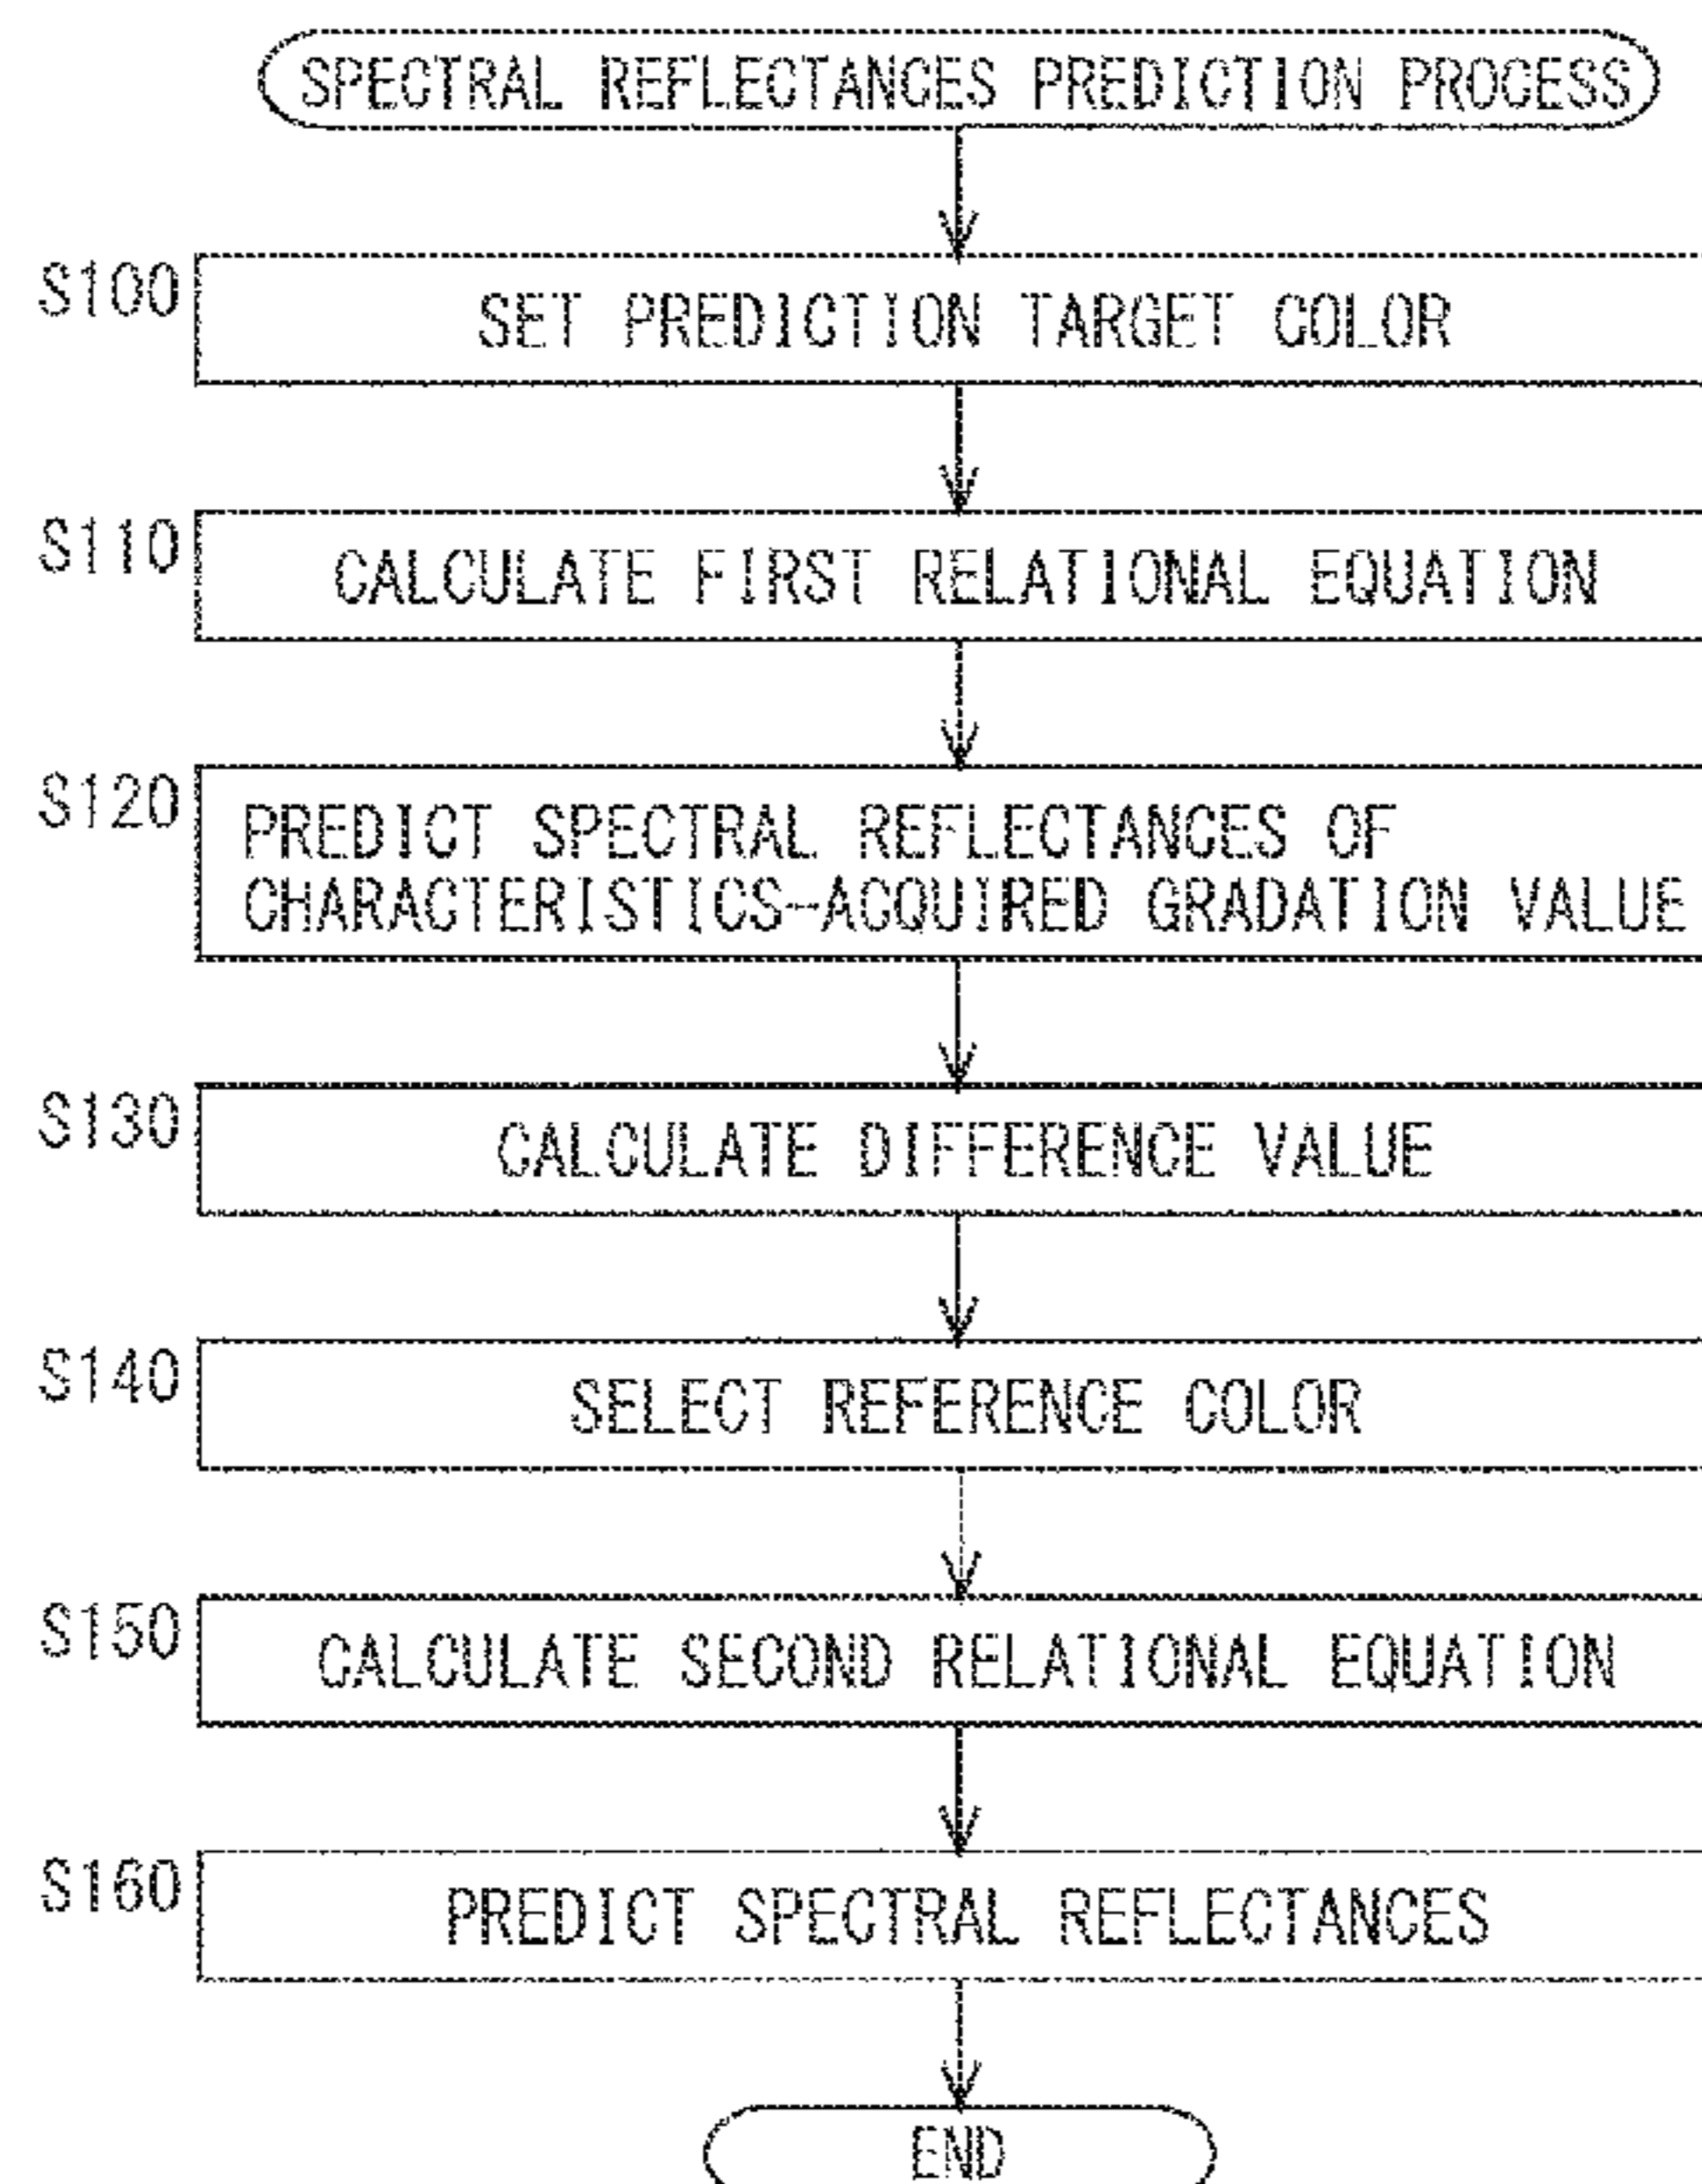 SPECTRAL REFLECTANCES PREDICTION PROCESS
S100
SET PREDICTION TARGET COLOR
S110
CALCULATE FIRST RELATIONAL EQUATION
S120
PREDICT SPECTRAL REFLECTANCES OF
CHARACTERISTICS-ACQUIRED GRADATION VALUE
S130
CALCULATE DIFFERENCE VALUE
S140
SELECT REFERENCE COLOR
S150
CALCULATE SECOND RELATIONAL EQUATION
S160
PREDICT SPECTRAL REFLECTANCES
END